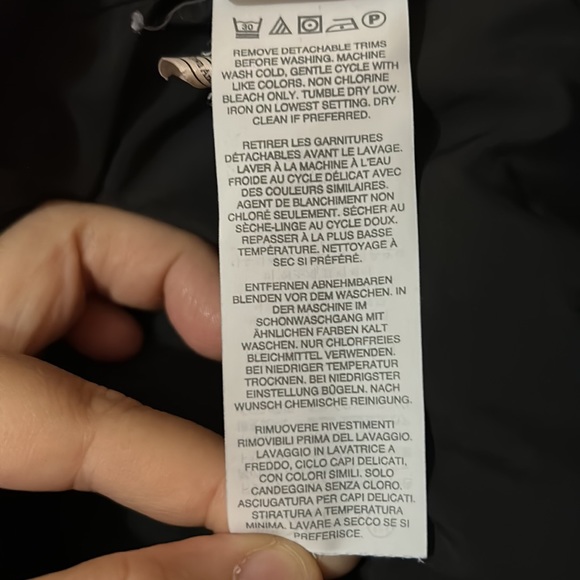 30 P
REMOVE DETACHABLE TRIMS
BEFORE WASHING. MACHINE
WASH COLD, GENTLE CYCLE WITH
LIKE COLORS. NON CHLORINE
BLEACH ONLY. TUMBLE DRY LOW.
IRON ON LOWEST SETTING. DRY
CLEAN IF PREFERRED.
RETIRER LES GARNITURES
DÉTACHABLES AVANT LE LAVAGE.
LAVER À LA MACHINE À L'EAU
FROIDE AU CYCLE DÉLICAT AVEC
DES COULEURS SIMILAIRES.
AGENT DE BLANCHIMENT NON
CHLORÉ SEULEMENT. SÉCHER AU
SÈCHE-LINGE AU CYCLE DOUX.
REPASSER À LA PLUS BASSE
TEMPÉRATURE. NETTOYAGE À
SEC SI PRÉFÉRÉ.
ENTFERNEN ABNEHMBAREN
BLENDEN VOR DEM WASCHEN. IN
DER MASCHINE IM
SCHONWASCHGANG MIT
ÄHNLICHEN FARBEN KALT
WASCHEN. NUR CHLORFREIES
BLEICHMITTEL VERWENDEN.
BEI NIEDRIGER TEMPERATUR
TROCKNEN. BEI NIEDRIGSTER
EINSTELLUNG BÜGELN. NACH
WUNSCH CHEMISCHE REINIGUNG.
RIMUOVERE RIVESTIMENTI
RIMOVIBILI PRIMA DEL LAVAGGIO.
LAVAGGIO IN LAVATRICE A
FREDDO, CICLO CAPI DELICATI,
CON COLORI SIMILI. SOLO
CANDEGGINA SENZA CLORO.
ASCIUGATURA PER CAPI DELICATI.
STIRATURA A TEMPERATURA
MINIMA. LAVARE A SECCO SE SI
PREFERISCE.